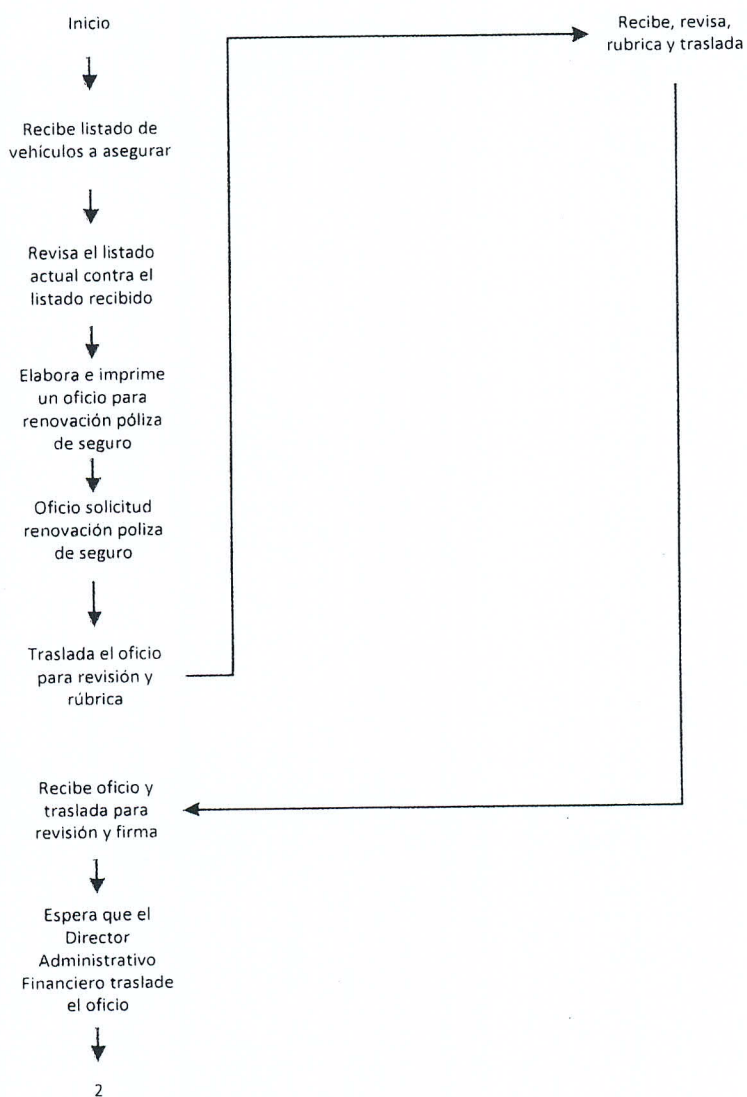 Inicio
Recibe listado de
vehículos a asegurar
Revisa el listado
actual contra el
listado recibido
Elabora e imprime
un oficio para
renovación póliza
de seguro
Oficio solicitud
renovación poliza
de seguro
Traslada el oficio
para revisión y
rúbrica
Recibe, revisa,
rubrica y traslada
Recibe oficio y
traslada para
revisión y firma
Espera que el
Director
Administrativo
Financiero traslade
el oficio
2